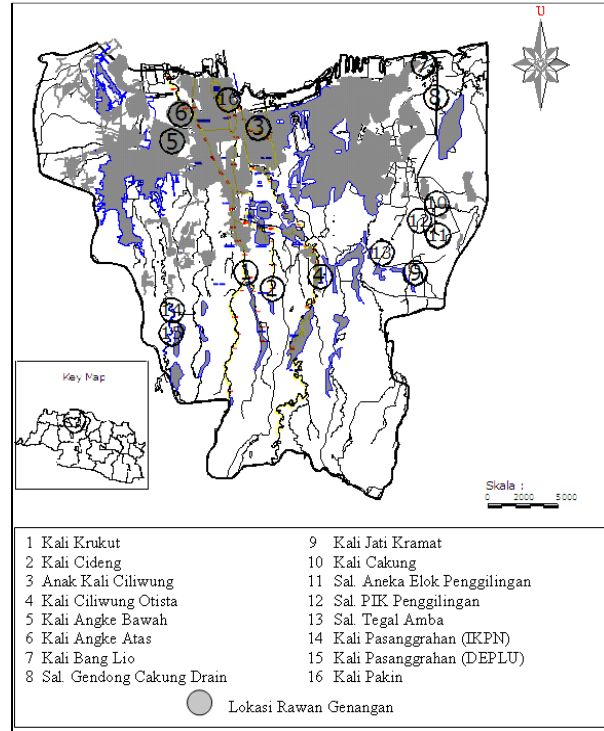 U
7
8
6
16
5
3
10
12
11
13
1
4
9
2
14
15
Key Map
Skala :
0 2000 5000
1 Kali Krukut
2 Kali Cideng
3 Anak Kali Ciliwung
4 Kali Ciliwung Otista
5 Kali Angke Bawah
6 Kali Angke Atas
7 Kali Bang Lio
8 Sal. Gendong Cakung Drain
9 Kali Jati Kramat
10 Kali Cakung
11 Sal. Aneka Elok Penggilingan
12 Sal. PIK Penggilingan
13 Sal. Tegal Amba
14 Kali Pasanggrahan (IKPN)
15 Kali Pasanggrahan (DEPLU)
16 Kali Pakin
Lokasi Rawan Genangan